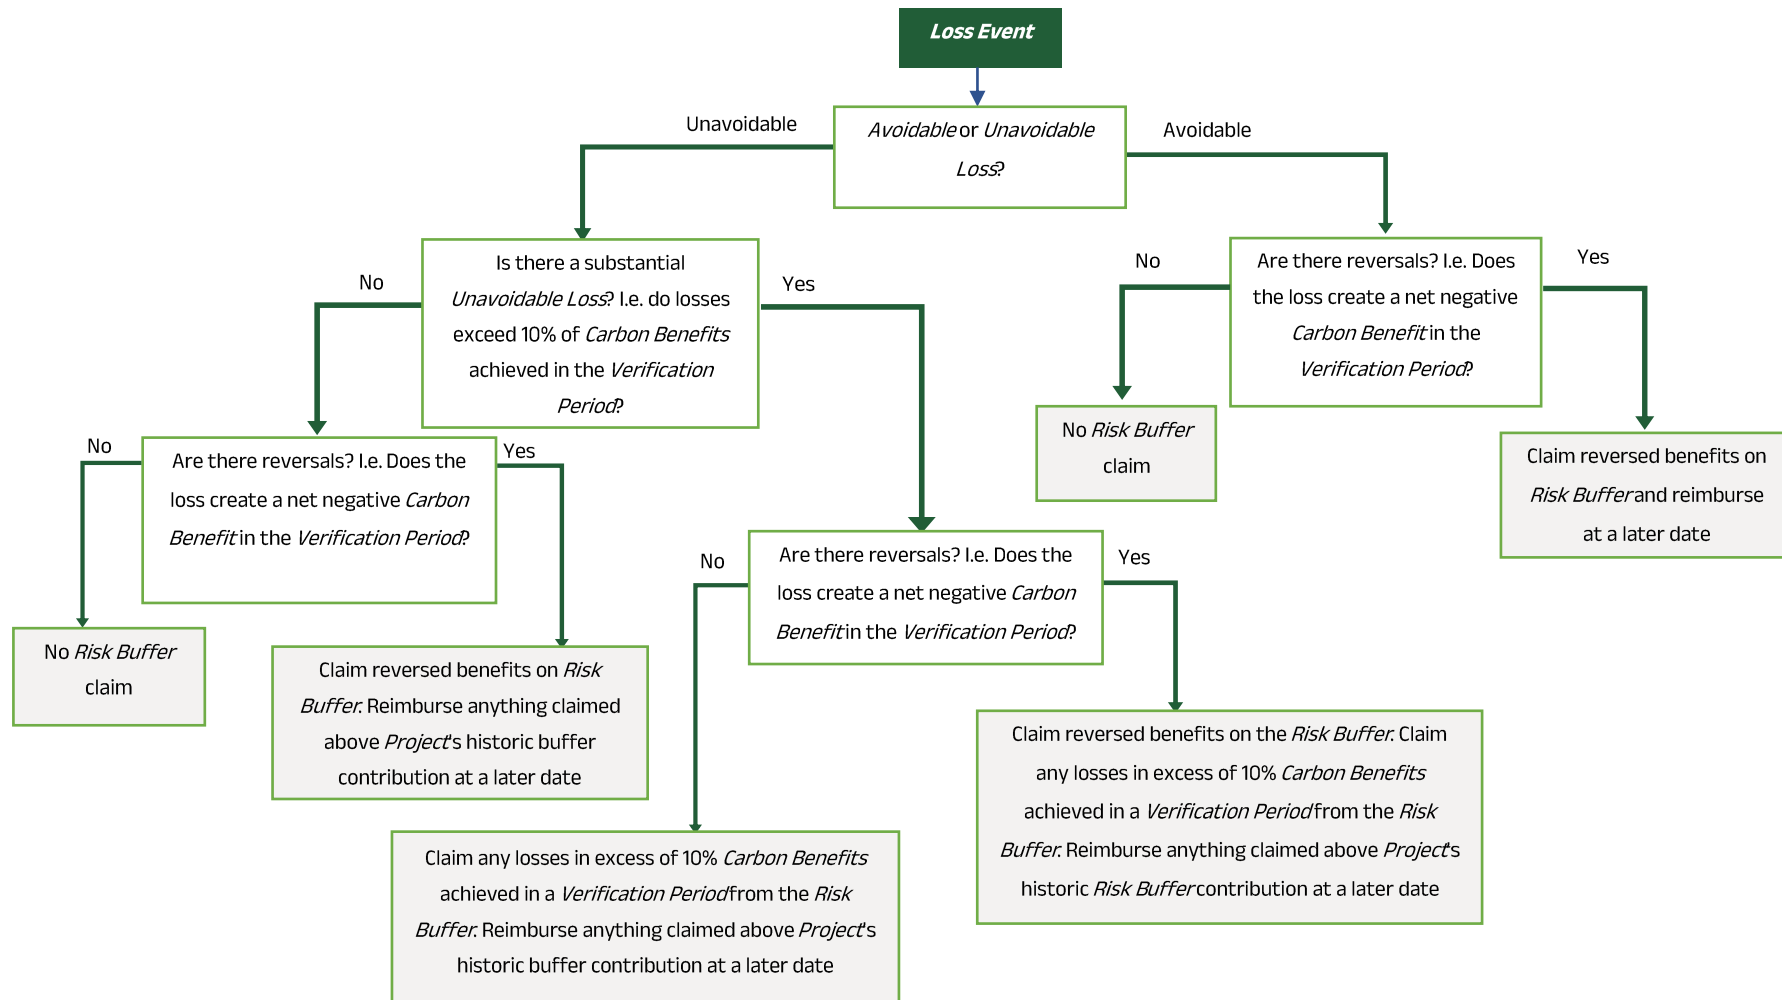 Loss Event
Avoidable or Unavoidable
Loss?
Unavoidable
Avoidable
Is there a substantial
Unavoidable Loss? I.e. do losses
exceed 10% of Carbon Benefits
achieved in the Verification
Period?
No
Yes
Are there reversals? I.e. Does
the loss create a net negative
Carbon Benefit in the
Verification Period?
No
Yes
No Risk Buffer
claim
Claim reversed benefits on
Risk Buffer and reimburse
at a later date
Are there reversals? I.e. Does the
loss create a net negative Carbon
Benefit in the Verification Period?
No
Yes
No Risk Buffer
claim
Claim reversed benefits on Risk
Buffer. Reimburse anything claimed
above Project's historic buffer
contribution at a later date
Are there reversals? I.e. Does the
loss create a net negative Carbon
Benefit in the Verification Period?
No
Yes
Claim any losses in excess of 10% Carbon Benefits
achieved in a Verification Period from the Risk
Buffer. Reimburse anything claimed above Project's
historic buffer contribution at a later date
Claim reversed benefits on the Risk Buffer. Claim
any losses in excess of 10% Carbon Benefits
achieved in a Verification Period from the Risk
Buffer. Reimburse anything claimed above Project's
historic Risk Buffer contribution at a later date